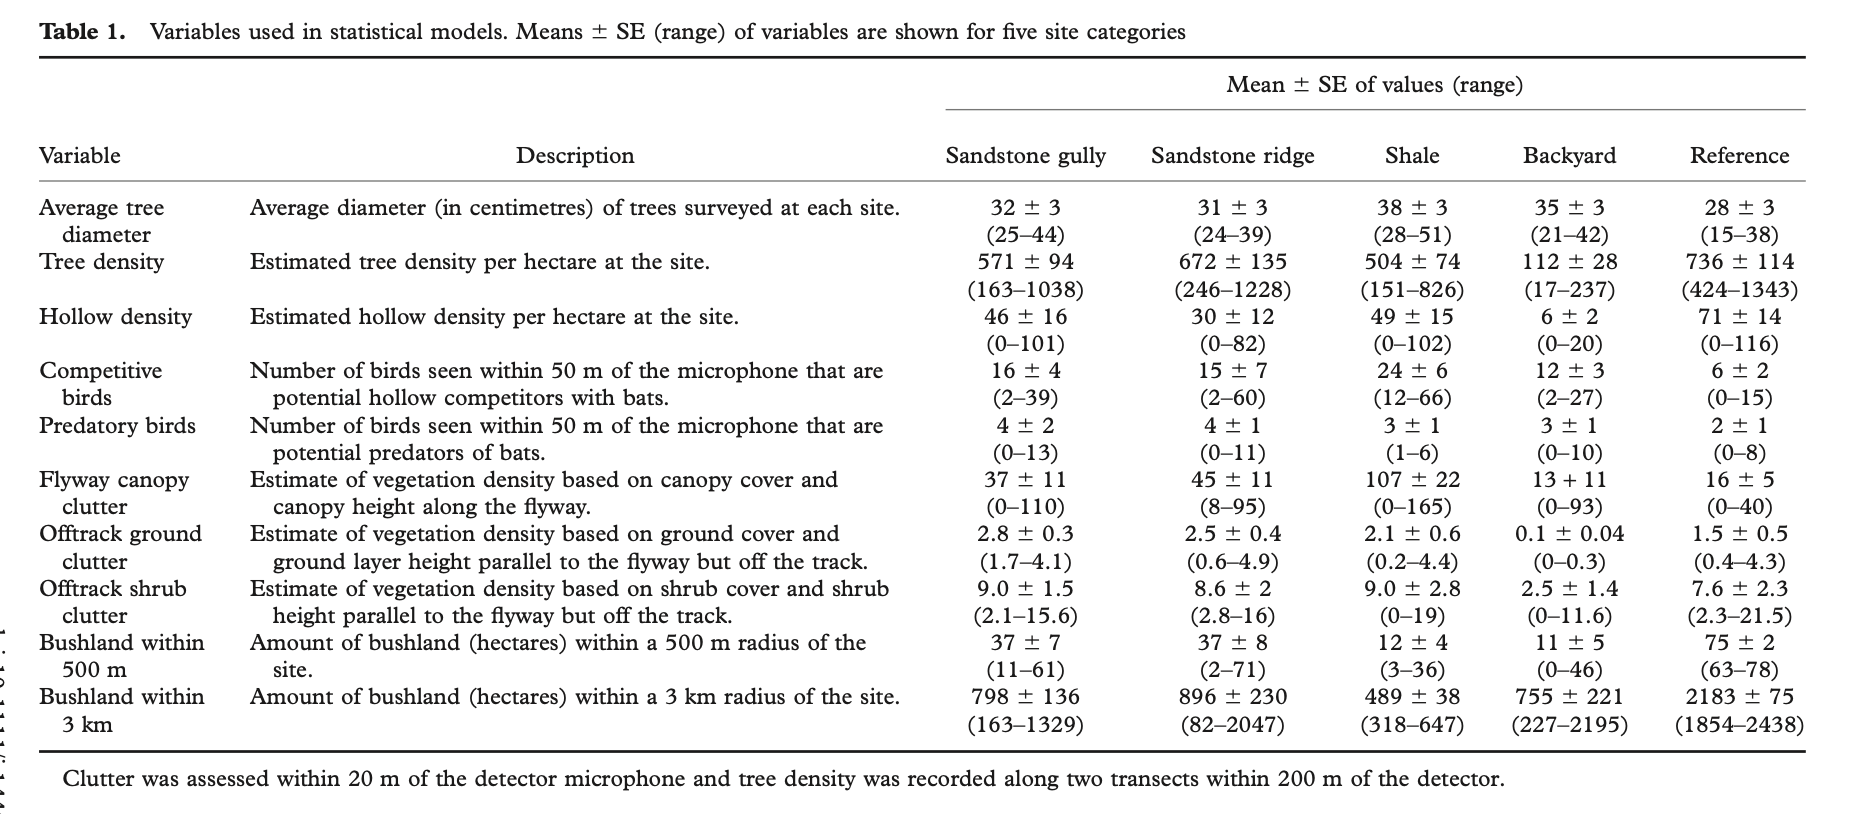 Table 1. Variables used in statistical models. Means ± SE (range) of variables are shown for five site categories
Mean ± SE of values (range)
Variable Description Sandstone gully Sandstone ridge Shale Backyard Reference
Average tree Average diameter (in centimetres) of trees surveyed at each site. 32 ± 3 31 ± 3 38 ± 3 35 ± 3 28 ± 3
diameter (25–44) (24–39) (28–51) (21–42) (15–38)
Tree density Estimated tree density per hectare at the site. 571 ± 94 672 ± 135 504 ± 74 112 ± 28 736 ± 114
(163–1038) (246–1228) (151–826) (17–237) (424–1343)
Hollow density Estimated hollow density per hectare at the site. 46 ± 16 30 ± 12 49 ± 15 6 ± 2 71 ± 14
(0–101) (0–82) (0–102) (0–20) (0–116)
Competitive Number of birds seen within 50 m of the microphone that are 16 ± 4 15 ± 7 24 ± 6 12 ± 3 6 ± 2
birds potential hollow competitors with bats. (2–39) (2–60) (12–66) (2–27) (0–15)
Predatory birds Number of birds seen within 50 m of the microphone that are 4 ± 2 4 ± 1 3 ± 1 3 ± 1 2 ± 1
potential predators of bats. (0–13) (0–11) (1–6) (0–10) (0–8)
Flyway canopy Estimate of vegetation density based on canopy cover and 37 ± 11 45 ± 11 107 ± 22 13 + 11 16 ± 5
clutter canopy height along the flyway. (0–110) (8–95) (0–165) (0–93) (0–40)
Offtrack ground Estimate of vegetation density based on ground cover and 2.8 ± 0.3 2.5 ± 0.4 2.1 ± 0.6 0.1 ± 0.04 1.5 ± 0.5
clutter ground layer height parallel to the flyway but off the track. (1.7–4.1) (0.6–4.9) (0.2–4.4) (0–0.3) (0.4–4.3)
Offtrack shrub Estimate of vegetation density based on shrub cover and shrub 9.0 ± 1.5 8.6 ± 2 9.0 ± 2.8 2.5 ± 1.4 7.6 ± 2.3
clutter height parallel to the flyway but off the track. (2.1–15.6) (2.8–16) (0–19) (0–11.6) (2.3–21.5)
Bushland within Amount of bushland (hectares) within a 500 m radius of the 37 ± 7 37 ± 8 12 ± 4 11 ± 5 75 ± 2
500 m site. (11–61) (2–71) (3–36) (0–46) (63–78)
Bushland within Amount of bushland (hectares) within a 3 km radius of the site. 798 ± 136 896 ± 230 489 ± 38 755 ± 221 2183 ± 75
3 km (163–1329) (82–2047) (318–647) (227–2195) (1854–2438)
Clutter was assessed within 20 m of the detector microphone and tree density was recorded along two transects within 200 m of the detector.